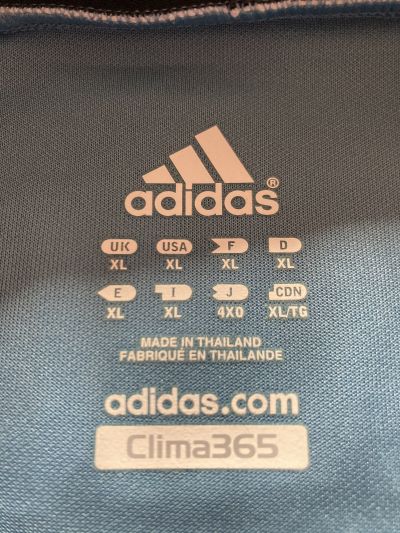 adidas®
UK USA F D
XL XL XL XL
E I J CDN
XL XL 4XO XL/TG
MADE IN THAILAND
FABRIQUÉ EN THAILANDE
adidas.com
Clima365